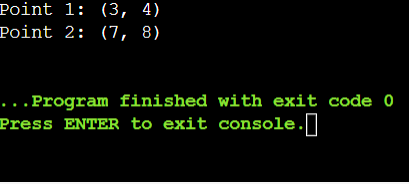 Point 1: (3, 4)
Point 2: (7, 8)
...Program finished with exit code 0
Press ENTER to exit console.